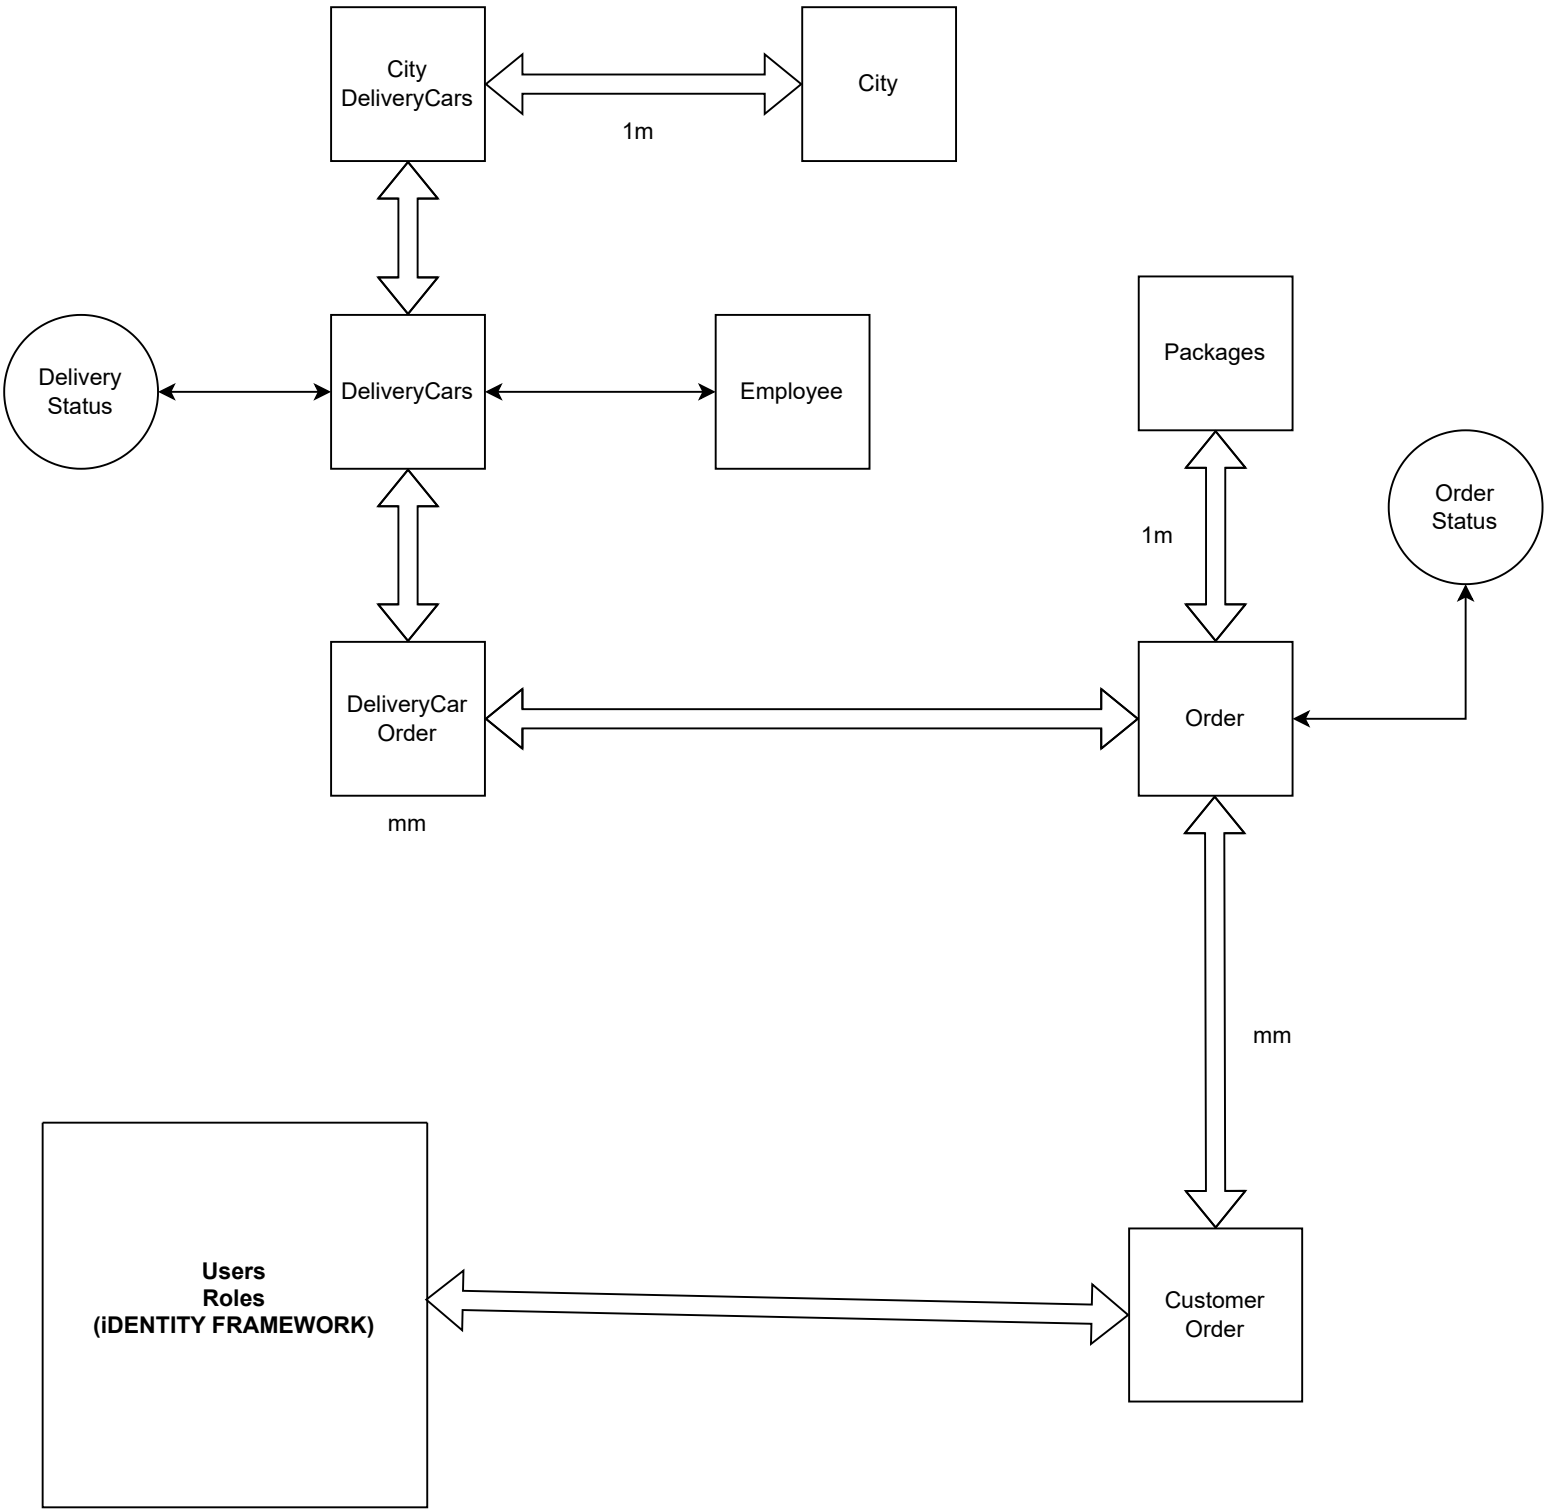 City
DeliveryCars
City
1m
Delivery
Status
DeliveryCars
Employee
Packages
Order
Status
1m
DeliveryCar
Order
Order
mm
mm
Users
Roles
(iDENTITY FRAMEWORK)
Customer
Order